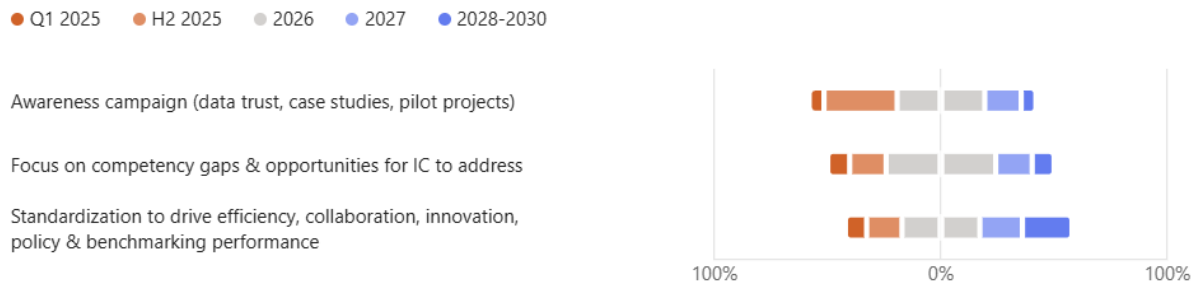 Q1 2025 H2 2025 2026 2027 2028-2030
Awareness campaign (data trust, case studies, pilot projects)
Focus on competency gaps & opportunities for IC to address
Standardization to drive efficiency, collaboration, innovation,
policy & benchmarking performance
100% 0% 100%